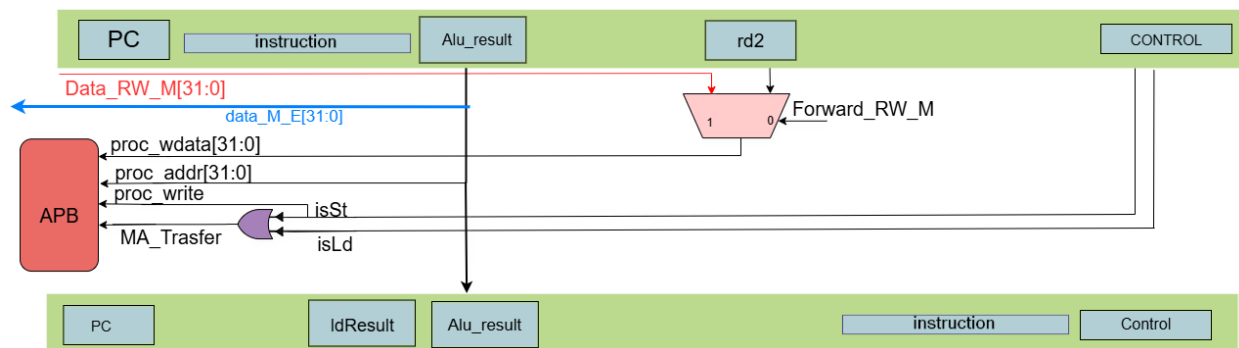 PC
instruction
Alu_result
rd2
CONTROL
Data_RW_M[31:0]
data_M_E[31:0]
1
0
Forward_RW_M
proc_wdata[31:0]
proc_addr[31:0]
proc_write
APB
isSt
MA_Trasfer
isLd
PC
ldResult
Alu_result
instruction
Control